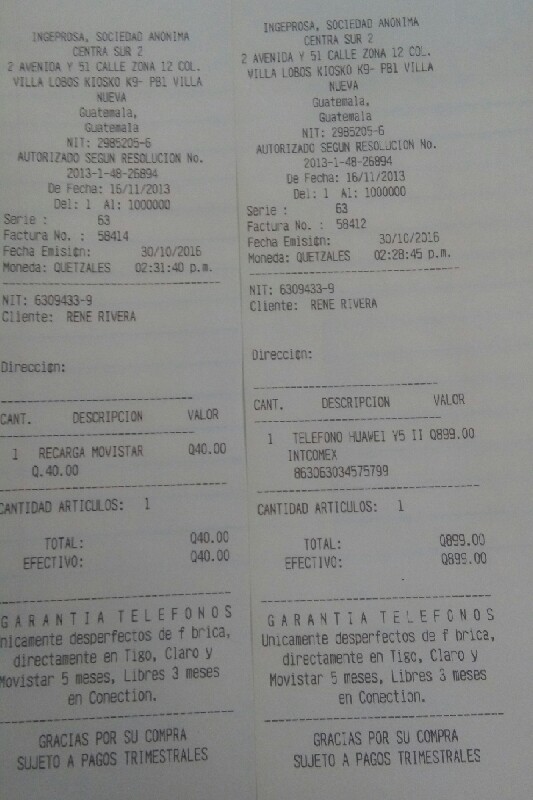 INGEPROSA, SOCIEDAD ANONIMA
CENTRA SUR 2
2 AVENIDA Y 51 CALLE ZONA 12 COL.
VILLA LOBOS KIOSKO K9- PB1 VILLA
NUEVA
Guatemala,
Guatemala
NIT: 2985205-6
AUTORIZADO SEGUN RESOLUCION No.
2013-1-48-26894
De Fecha: 16/11/2013
Del: 1 Al: 1000000
Serie : 63
Factura No. : 58414
Fecha Emisión: 30/10/2016
Moneda: QUETZALES 02:31:40 p.m.
NIT: 6309433-9
Cliente: RENE RIVERA
Dirección:
CANT. DESCRIPCION VALOR
1 RECARGA MOVISTAR Q40.00
Q.40.00
CANTIDAD ARTICULOS: 1
TOTAL: Q40.00
EFECTIVO: Q40.00
G A R A N T I A T E L E F O N O S
Unicamente desperfectos de f brica,
directamente en Tigo, Claro y
Movistar 5 meses, Libres 3 meses
en Conection.
GRACIAS POR SU COMPRA
SUJETO A PAGOS TRIMESTRALES
INGEPROSA, SOCIEDAD ANONIMA
CENTRA SUR 2
2 AVENIDA Y 51 CALLE ZONA 12 COL.
VILLA LOBOS KIOSKO K9- PB1 VILLA
NUEVA
Guatemala,
Guatemala
NIT: 2985205-6
AUTORIZADO SEGUN RESOLUCION No.
2013-1-48-26894
De Fecha: 16/11/2013
Del: 1 Al: 1000000
Serie : 63
Factura No. : 58412
Fecha Emisión: 30/10/2016
Moneda: QUETZALES 02:28:45 p.m.
NIT: 6309433-9
Cliente: RENE RIVERA
Dirección:
CANT. DESCRIPCION VALOR
1 TELEFONO HUAWEI Y5 II Q899.00
INTCOMEX
863063034575799
CANTIDAD ARTICULOS: 1
TOTAL: Q899.00
EFECTIVO: Q899.00
G A R A N T I A T E L E F O N O S
Unicamente desperfectos de f brica,
directamente en Tigo, Claro y
Movistar 5 meses, Libres 3 meses
en Conection.
GRACIAS POR SU COMPRA
SUJETO A PAGOS TRIMESTRALES